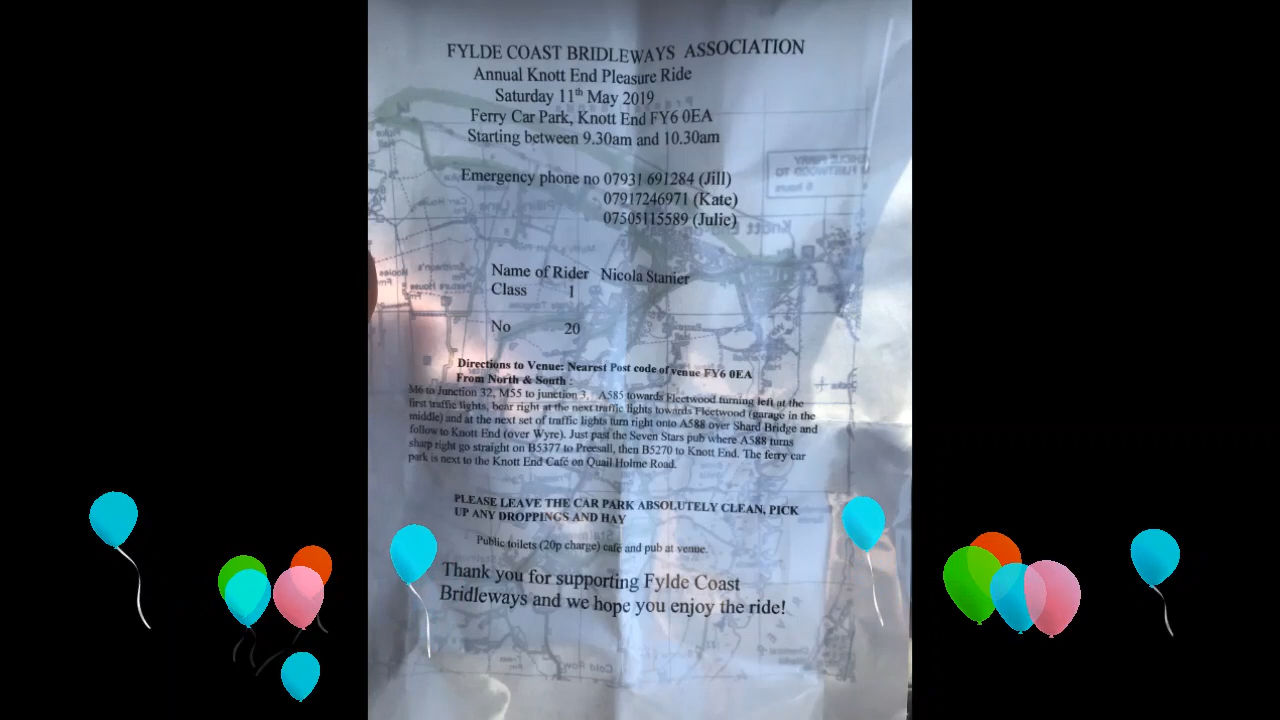 FYLDE COAST BRIDLEWAYS ASSOCIATION
Annual Knott End Pleasure Ride
Saturday 11th May 2019
Ferry Car Park, Knott End FY6 0EA
Starting between 9.30am and 10.30am
Emergency phone no 07931 691284 (Jill)
07917246971 (Kate)
07505115589 (Julie)
Name of Rider Nicola Stanier
Class 1
No 20
Directions to Venue: Nearest Post code of venue FY6 0EA
From North & South :
M6 to Junction 32, M55 to junction 3. A585 towards Fleetwood turning left at the
first traffic lights, bear right at the next traffic lights towards Fleetwood (garage in the
middle) and at the next set of traffic lights turn right onto A588 over Shard Bridge and
follow to Knott End (over Wyre). Just past the Seven Stars pub where A588 turns
sharp right go straight on B5377 to Preesall, then B5270 to Knott End. The ferry car
park is next to the Knott End Café on Quail Holme Road.
PLEASE LEAVE THE CAR PARK ABSOLUTELY CLEAN, PICK
UP ANY DROPPINGS AND HAY
Public toilets (20p charge) café and pub at venue.
Thank you for supporting Fylde Coast
Bridleways and we hope you enjoy the ride!